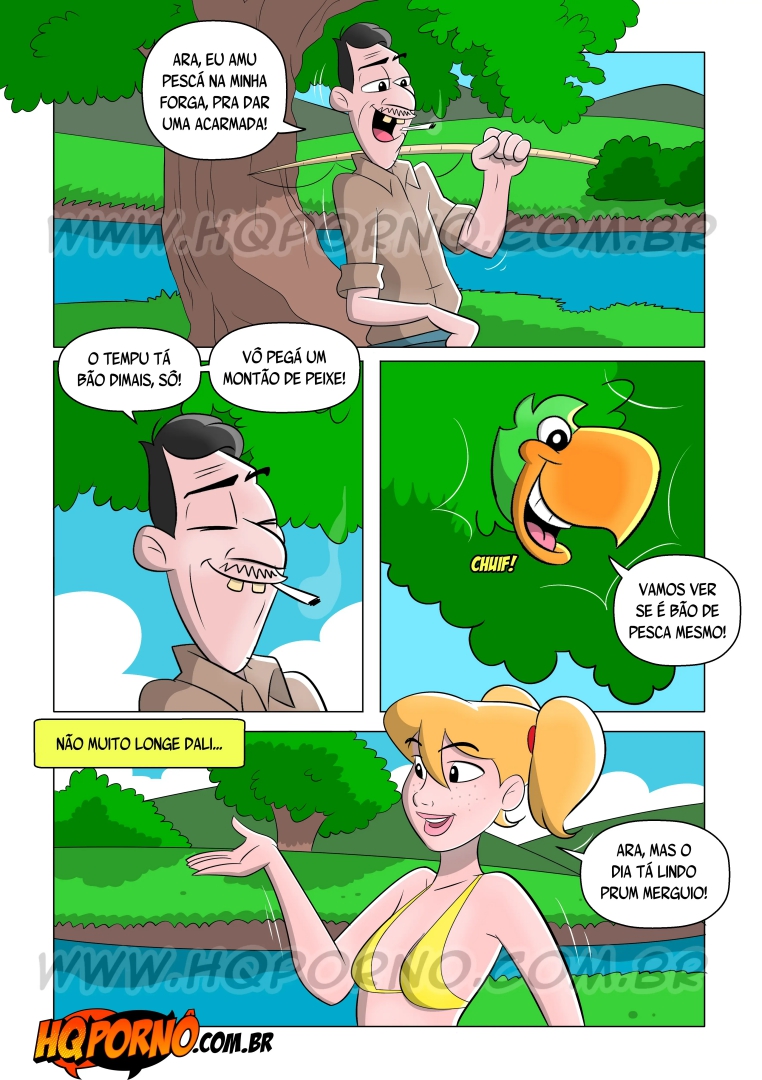 ARA, EU AMU
PESCÁ NA MINHA
FORGA, PRA DAR
UMA ACARMADA!
WWW.HQPORNO.COM.BR
O TEMPU TÁ
BÃO DIMAIS, SÔ!
VÔ PEGÁ UM
MONTÃO DE PEIXE!
CHUIF!
VAMOS VER
SE É BÃO DE
PESCA MESMO!
NÃO MUITO LONGE DALI...
ARA, MAS O
DIA TÁ LINDO
PRUM MERGUIO!
WWW.HQPORNO.COM.BR
HQPORNÔ.COM.BR